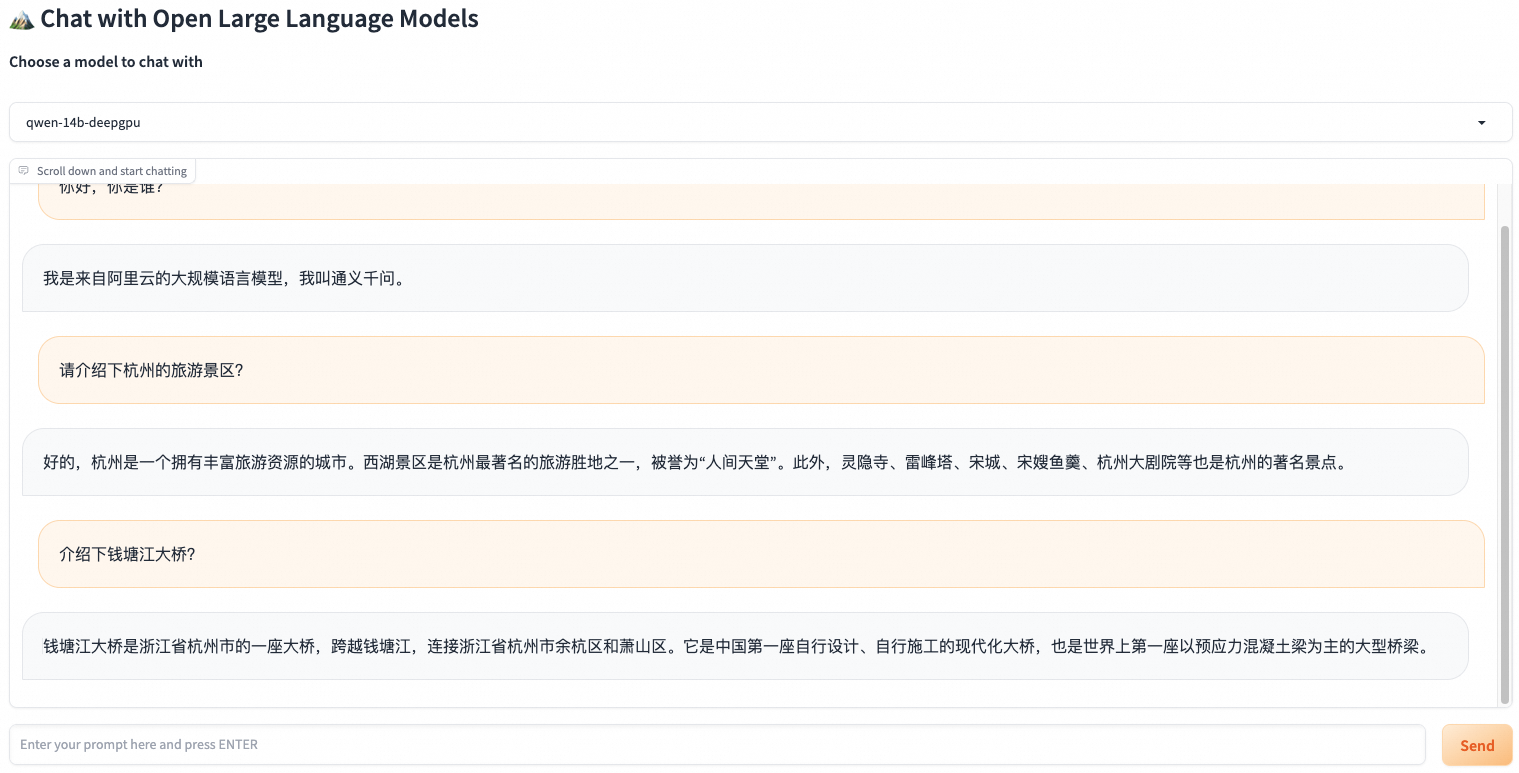 Chat with Open Large Language Models
Choose a model to chat with
qwen-14b-deepgpu
Scroll down and start chatting
你好，你是谁？
我是来自阿里云的大规模语言模型，我叫通义千问。
请介绍下杭州的旅游景区？
好的，杭州是一个拥有丰富旅游资源的城市。西湖景区是杭州最著名的旅游胜地之一，被誉为“人间天堂”。此外，灵隐寺、雷峰塔、宋城、宋嫂鱼羹、杭州大剧院等也是杭州的著名景点。
介绍下钱塘江大桥？
钱塘江大桥是浙江省杭州市的一座大桥，跨越钱塘江，连接浙江省杭州市余杭区和萧山区。它是中国第一座自行设计、自行施工的现代化大桥，也是世界上第一座以预应力混凝土梁为主的大型桥梁。
Enter your prompt here and press ENTER
Send